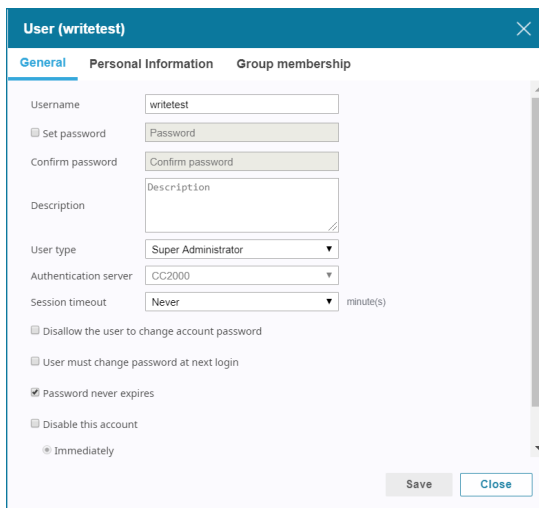 User (writetest)
General Personal Information Group membership
Username writetest
Set password Password
Confirm password Confirm password
Description Description
User type Super Administrator
Authentication server CC2000
Session timeout Never minute(s)
Disallow the user to change account password
User must change password at next login
Password never expires
Disable this account
Immediately
Save Close